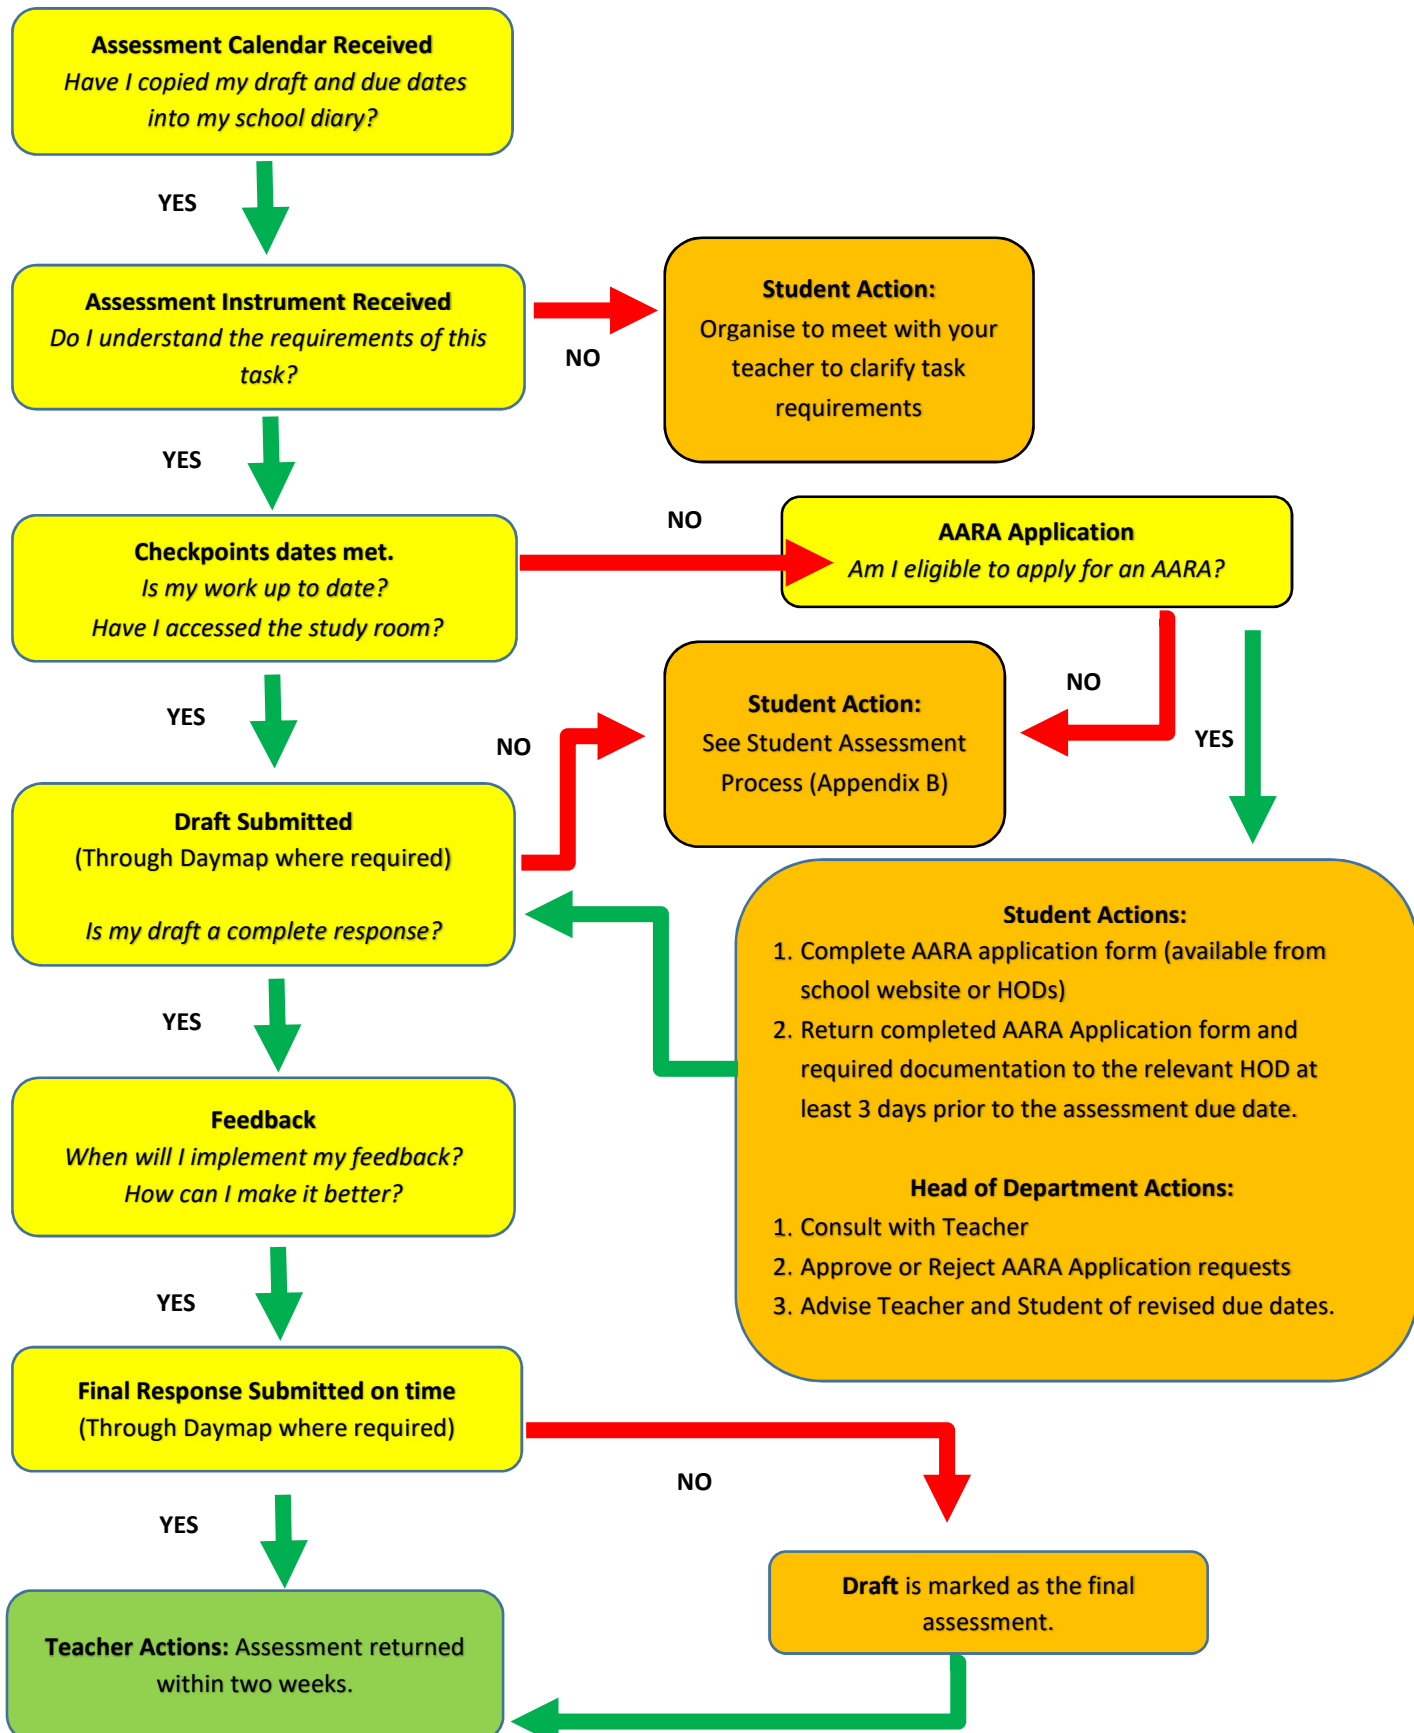 Assessment Calendar Received
Have I copied my draft and due dates
into my school diary?
YES
Assessment Instrument Received
Do I understand the requirements of this
task?
NO
Student Action:
Organise to meet with your
teacher to clarify task
requirements
YES
Checkpoints dates met.
Is my work up to date?
Have I accessed the study room?
NO
AARA Application
Am I eligible to apply for an AARA?
NO
YES
Student Action:
See Student Assessment
Process (Appendix B)
YES
NO
Draft Submitted
(Through Daymap where required)
Is my draft a complete response?
Student Actions:
1. Complete AARA application form (available from
school website or HODs)
2. Return completed AARA Application form and
required documentation to the relevant HOD at
least 3 days prior to the assessment due date.
Head of Department Actions:
1. Consult with Teacher
2. Approve or Reject AARA Application requests
3. Advise Teacher and Student of revised due dates.
YES
Feedback
When will I implement my feedback?
How can I make it better?
YES
Final Response Submitted on time
(Through Daymap where required)
NO
YES
Draft is marked as the final
assessment.
Teacher Actions: Assessment returned
within two weeks.